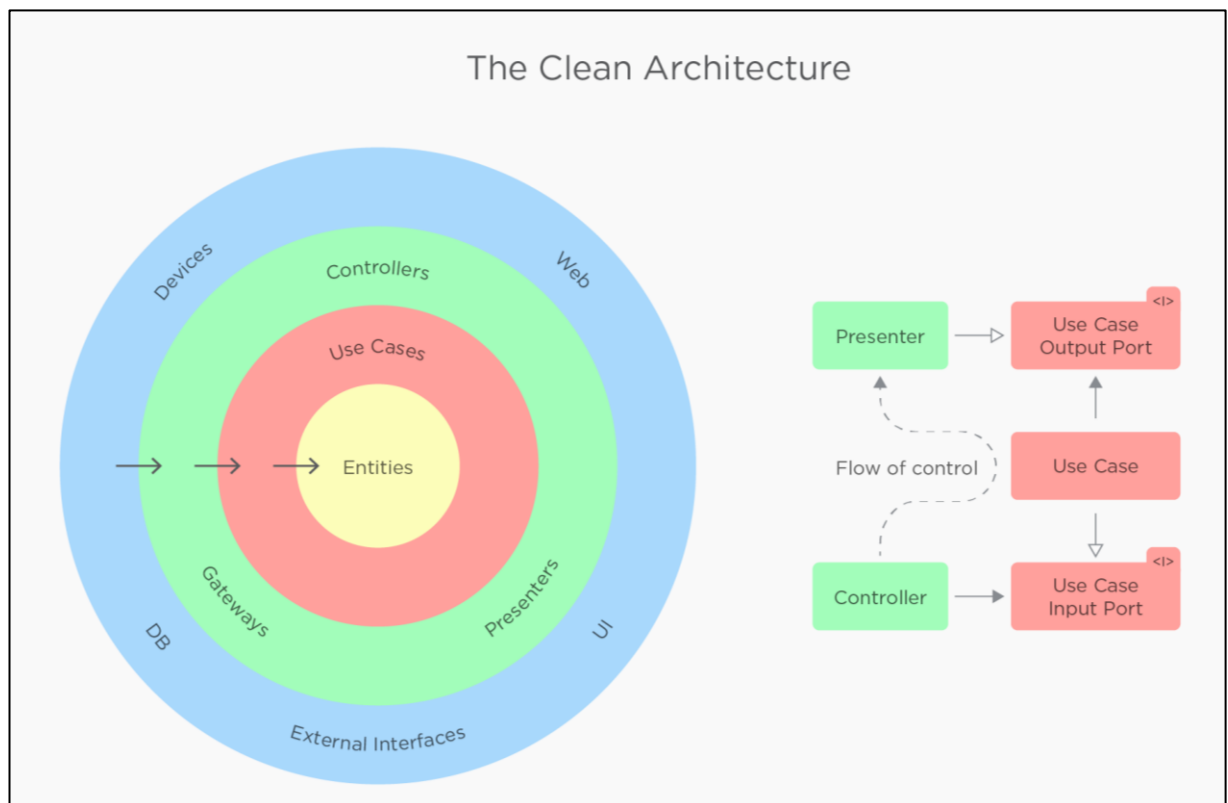 The Clean Architecture
Devices
Web
Controllers
Use Cases
Entities
Gateways
Presenters
DB
UI
External Interfaces
<I>
Presenter
Use Case
Output Port
Flow of control
Use Case
<I>
Controller
Use Case
Input Port